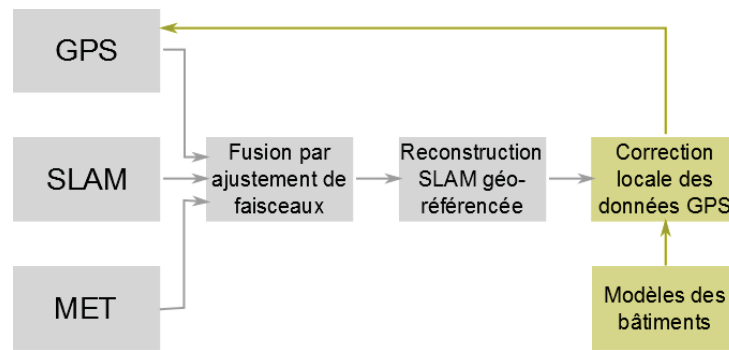 GPS
SLAM
MET
Fusion par
ajustement de
faisceaux
Reconstruction
SLAM géo-
référencée
Correction
locale des
données GPS
Modèles des
bâtiments